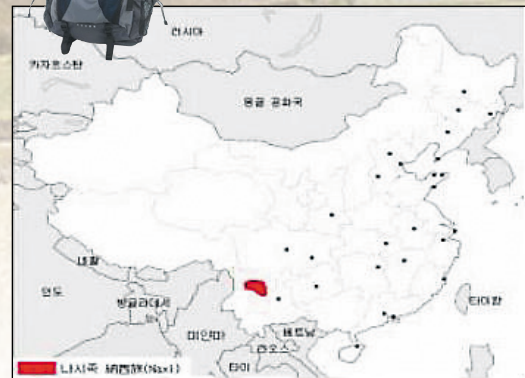 러시아
카자흐스탄
몽골 공화국
네팔
인도
방글라데시
미얀마
베트남
라오스
타이
타이완
나시족 納西族(Naxi)